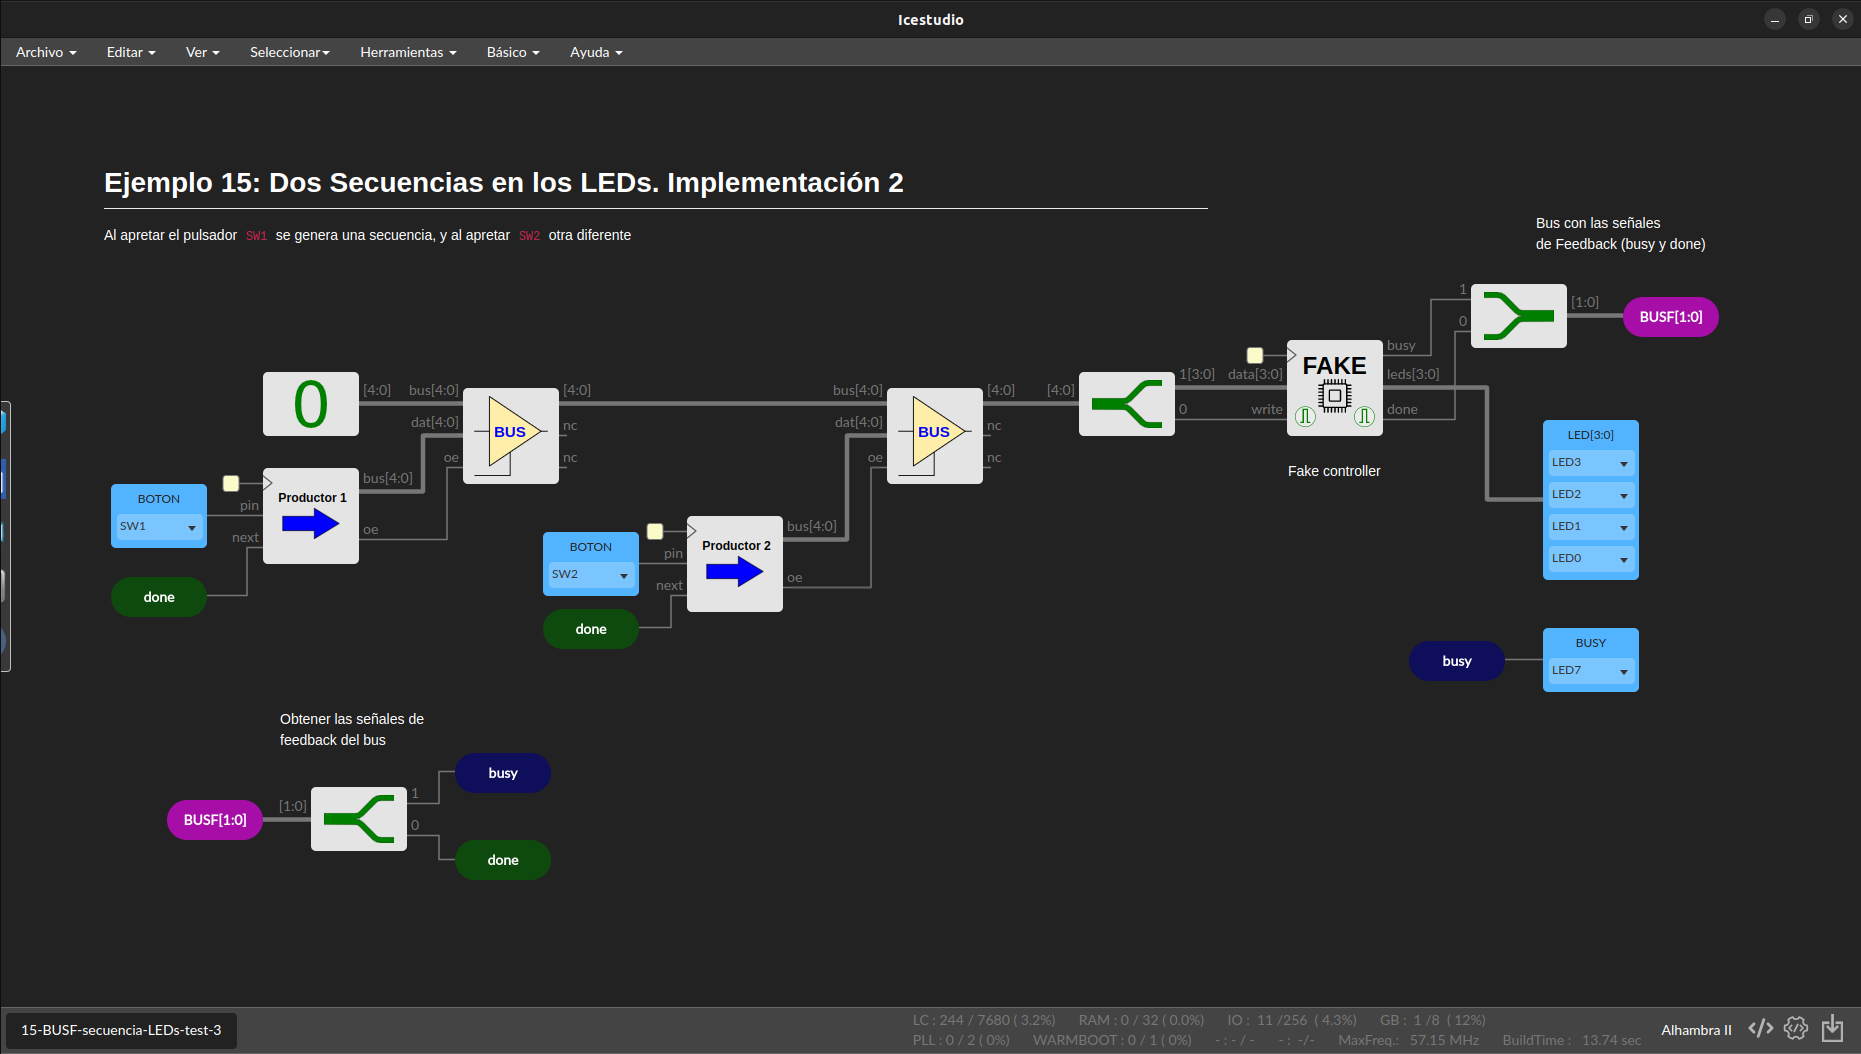 Icestudio
Archivo Editar Ver Seleccionar Herramientas Básico Ayuda
Ejemplo 15: Dos Secuencias en los LEDs. Implementación 2
Al apretar el pulsador SW1 se genera una secuencia, y al apretar SW2 otra diferente
Bus con las señales
de Feedback (busy y done)
1
0
[1:0]
BUSF[1:0]
0
[4:0]
bus[4:0]
dat[4:0]
oe
BUS
[4:0]
nc
nc
bus[4:0]
dat[4:0]
oe
BUS
[4:0]
nc
nc
[4:0]
1[3:0]
0
data[3:0]
write
FAKE
busy
leds[3:0]
done
Fake controller
LED[3:0]
LED3
LED2
LED1
LED0
BOTON
SW1
pin
next
Productor 1
bus[4:0]
oe
done
BOTON
SW2
pin
next
Productor 2
bus[4:0]
oe
done
busy
BUSY
LED7
Obtener las señales de
feedback del bus
BUSF[1:0]
[1:0]
1
0
busy
done
15-BUSF-secuencia-LEDs-test-3
LC : 244 / 7680 ( 3.2%) RAM : 0 / 32 ( 0.0%) IO : 11 /256 ( 4.3%) GB : 1 /8 ( 12%)
PLL : 0 / 2 ( 0%) WARMBOOT : 0 / 1 ( 0%) - : - / - - : -/- MaxFreq.: 57.15 MHz BuildTime : 13.74 sec
Alhambra II